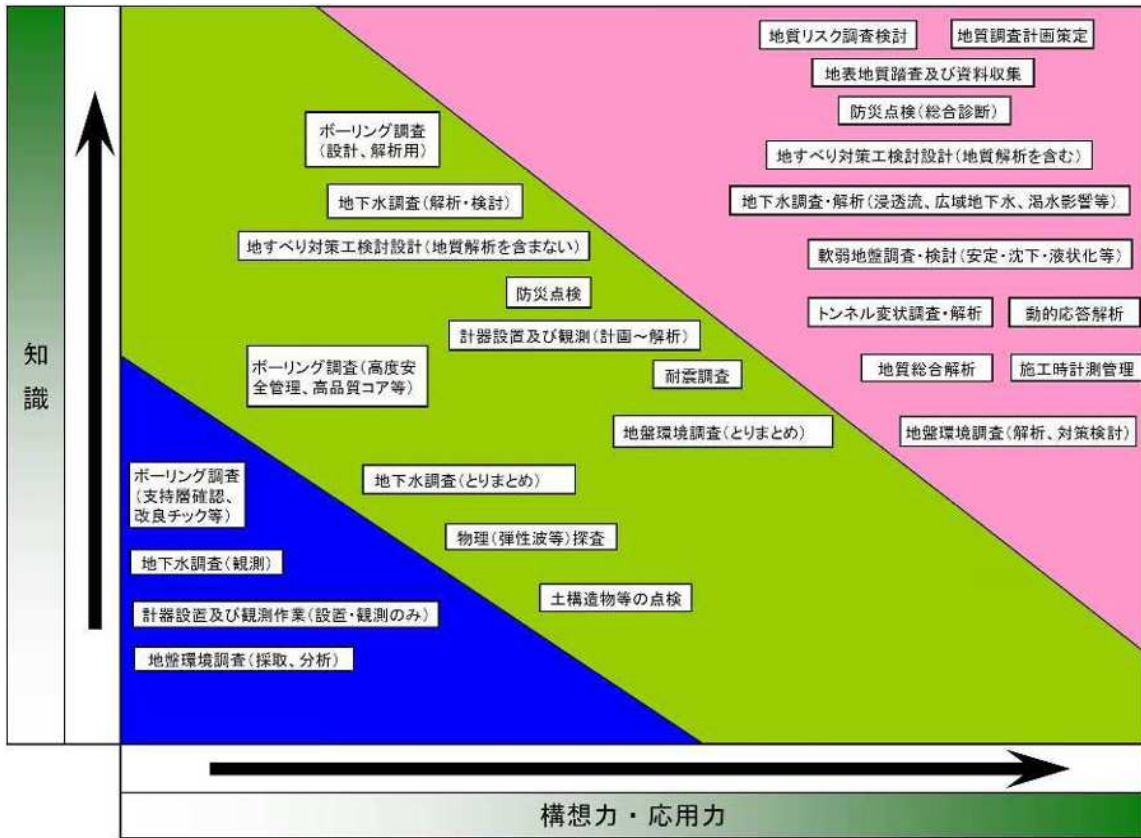 地質リスク調査検討
地質調査計画策定
地表地質踏査及び資料収集
防災点検(総合診断)
ボーリング調査
(設計、解析用)
地すべり対策工検討設計(地質解析を含む)
地下水調査(解析・検討)
地下水調査・解析(浸透流、広域地下水、渇水影響等)
地すべり対策工検討設計(地質解析を含まない)
軟弱地盤調査・検討(安定・沈下・液状化等)
防災点検
トンネル変状調査・解析
動的応答解析
計器設置及び観測(計画～解析)
ボーリング調査(高度安
全管理、高品質コア等)
耐震調査
地質総合解析
施工時計測管理
地盤環境調査(とりまとめ)
地盤環境調査(解析、対策検討)
ボーリング調査
(支持層確認、
改良チック等)
地下水調査(とりまとめ)
物理(弾性波等)探査
地下水調査(観測)
土構造物等の点検
計器設置及び観測作業(設置・観測のみ)
地盤環境調査(採取、分析)
知
識
構想力・応用力